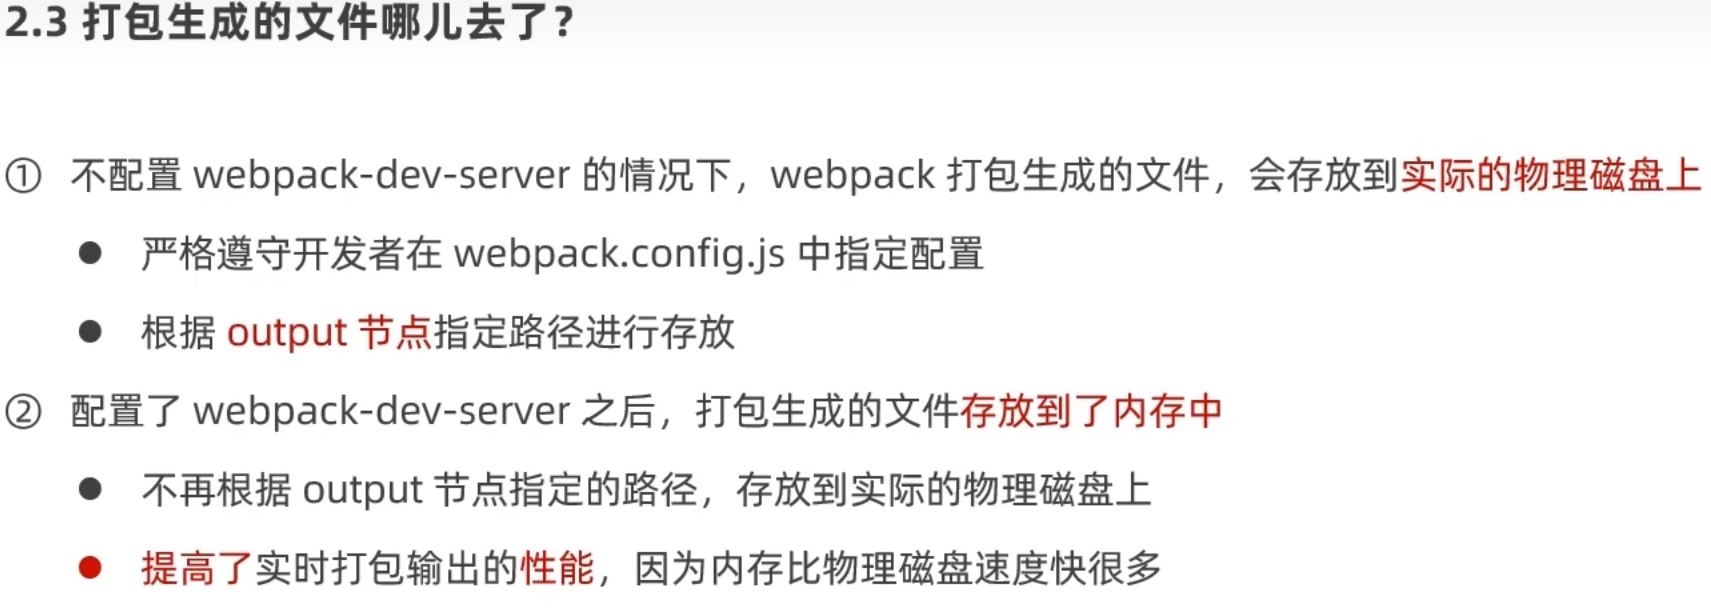 2.3 打包生成的文件哪儿去了？
① 不配置 webpack-dev-server 的情况下，webpack 打包生成的文件，会存放到实际的物理磁盘上
● 严格遵守开发者在 webpack.config.js 中指定配置
● 根据 output 节点指定路径进行存放
② 配置了 webpack-dev-server 之后，打包生成的文件存放到了内存中
● 不再根据 output 节点指定的路径，存放到实际的物理磁盘上
● 提高了实时打包输出的性能，因为内存比物理磁盘速度快很多